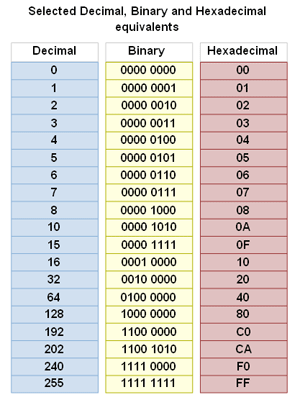 Selected Decimal, Binary and Hexadecimal
equivalents
Decimal Binary Hexadecimal
0 0000 0000 00
1 0000 0001 01
2 0000 0010 02
3 0000 0011 03
4 0000 0100 04
5 0000 0101 05
6 0000 0110 06
7 0000 0111 07
8 0000 1000 08
10 0000 1010 0A
15 0000 1111 0F
16 0001 0000 10
32 0010 0000 20
64 0100 0000 40
128 1000 0000 80
192 1100 0000 C0
202 1100 1010 CA
240 1111 0000 F0
255 1111 1111 FF